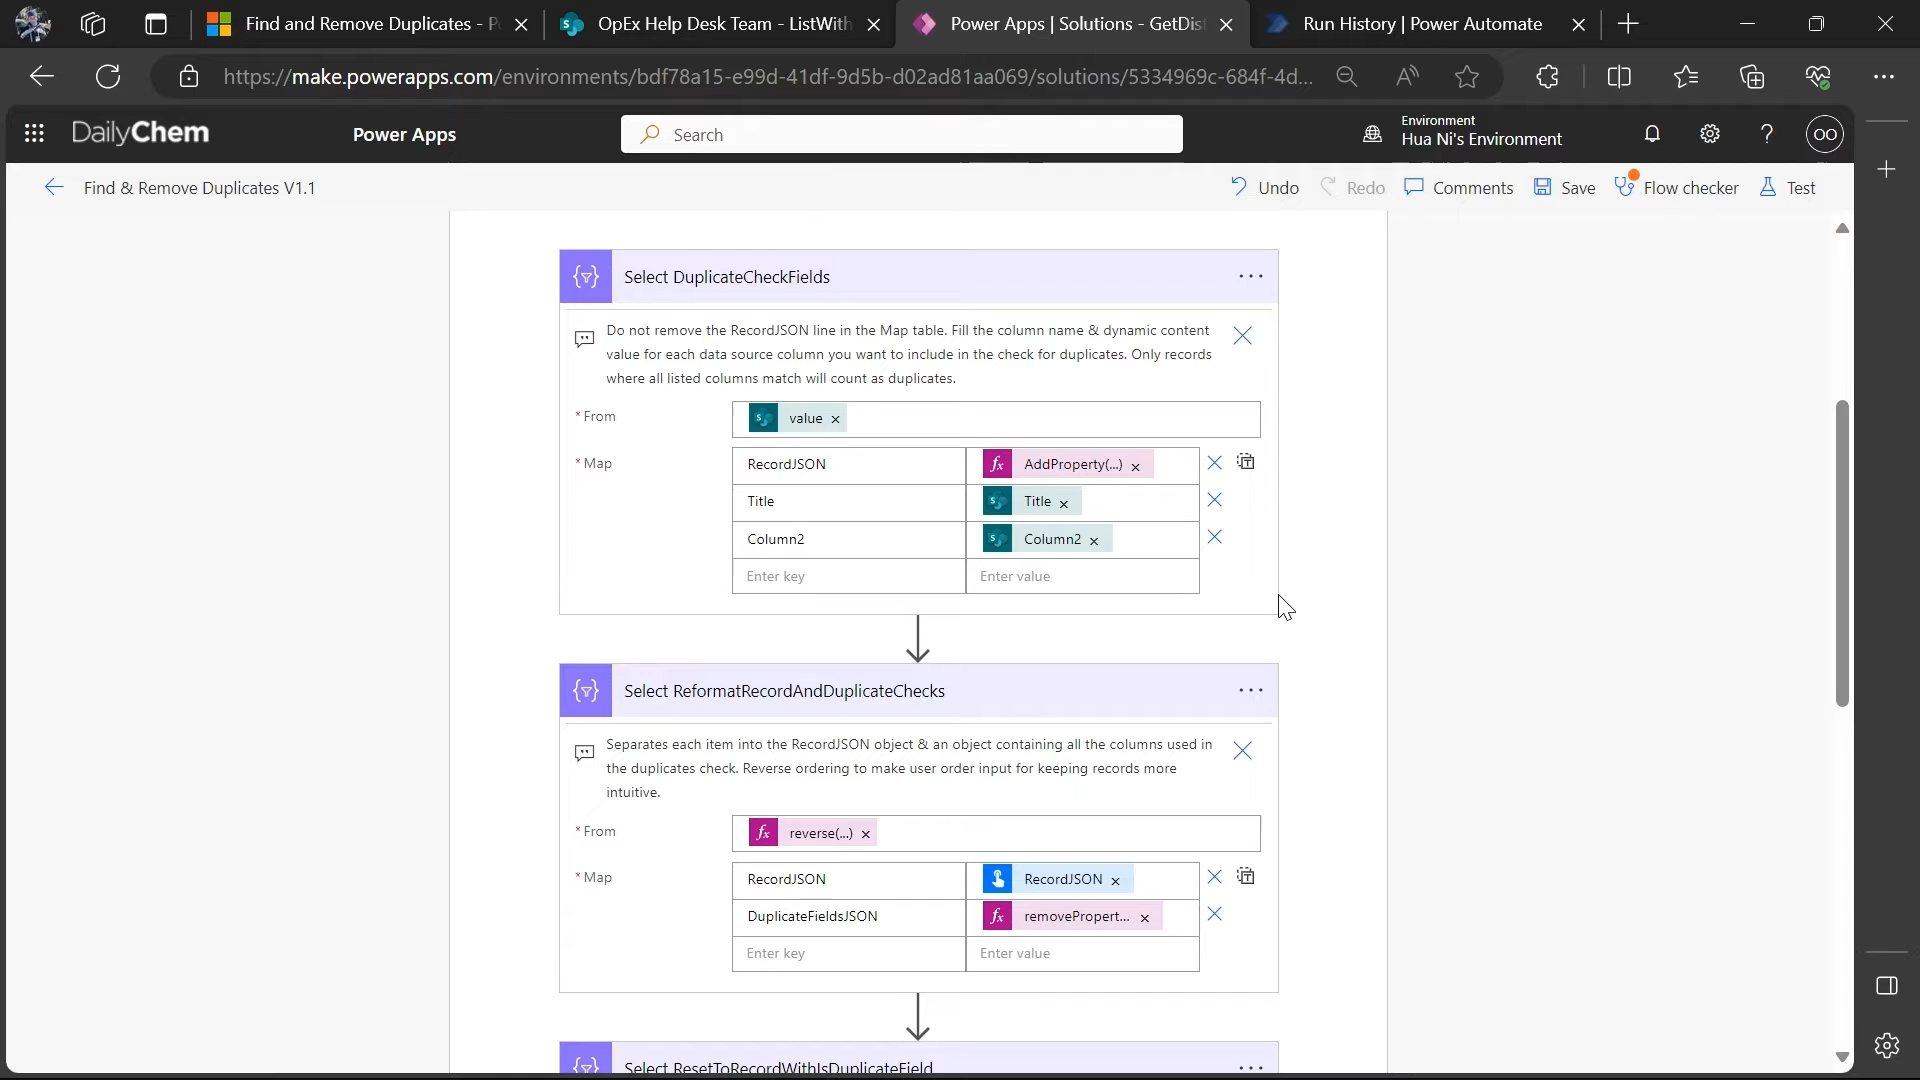 Find and Remove Duplicates - P
OpEx Help Desk Team - ListWith
Power Apps | Solutions - GetDist
Run History | Power Automate
https://make.powerapps.com/environments/bdf78a15-e99d-41df-9d5b-d02ad81aa069/solutions/5334969c-684f-4d...
DailyChem
Power Apps
Search
Environment
Hua Ni's Environment
OO
Find & Remove Duplicates V1.1
Undo
Redo
Comments
Save
Flow checker
Test
Select DuplicateCheckFields
Do not remove the RecordJSON line in the Map table. Fill the column name & dynamic content
value for each data source column you want to include in the check for duplicates. Only records
where all listed columns match will count as duplicates.
* From
value
* Map
RecordJSON
AddProperty(...)
Title
Title
Column2
Column2
Enter key
Enter value
Select ReformatRecordAndDuplicateChecks
Separates each item into the RecordJSON object & an object containing all the columns used in
the duplicates check. Reverse ordering to make user order input for keeping records more
intuitive.
* From
reverse(...)
* Map
RecordJSON
RecordJSON
DuplicateFieldsJSON
removePropert...
Enter key
Enter value
Select ResetToRecordWithIsDuplicateField